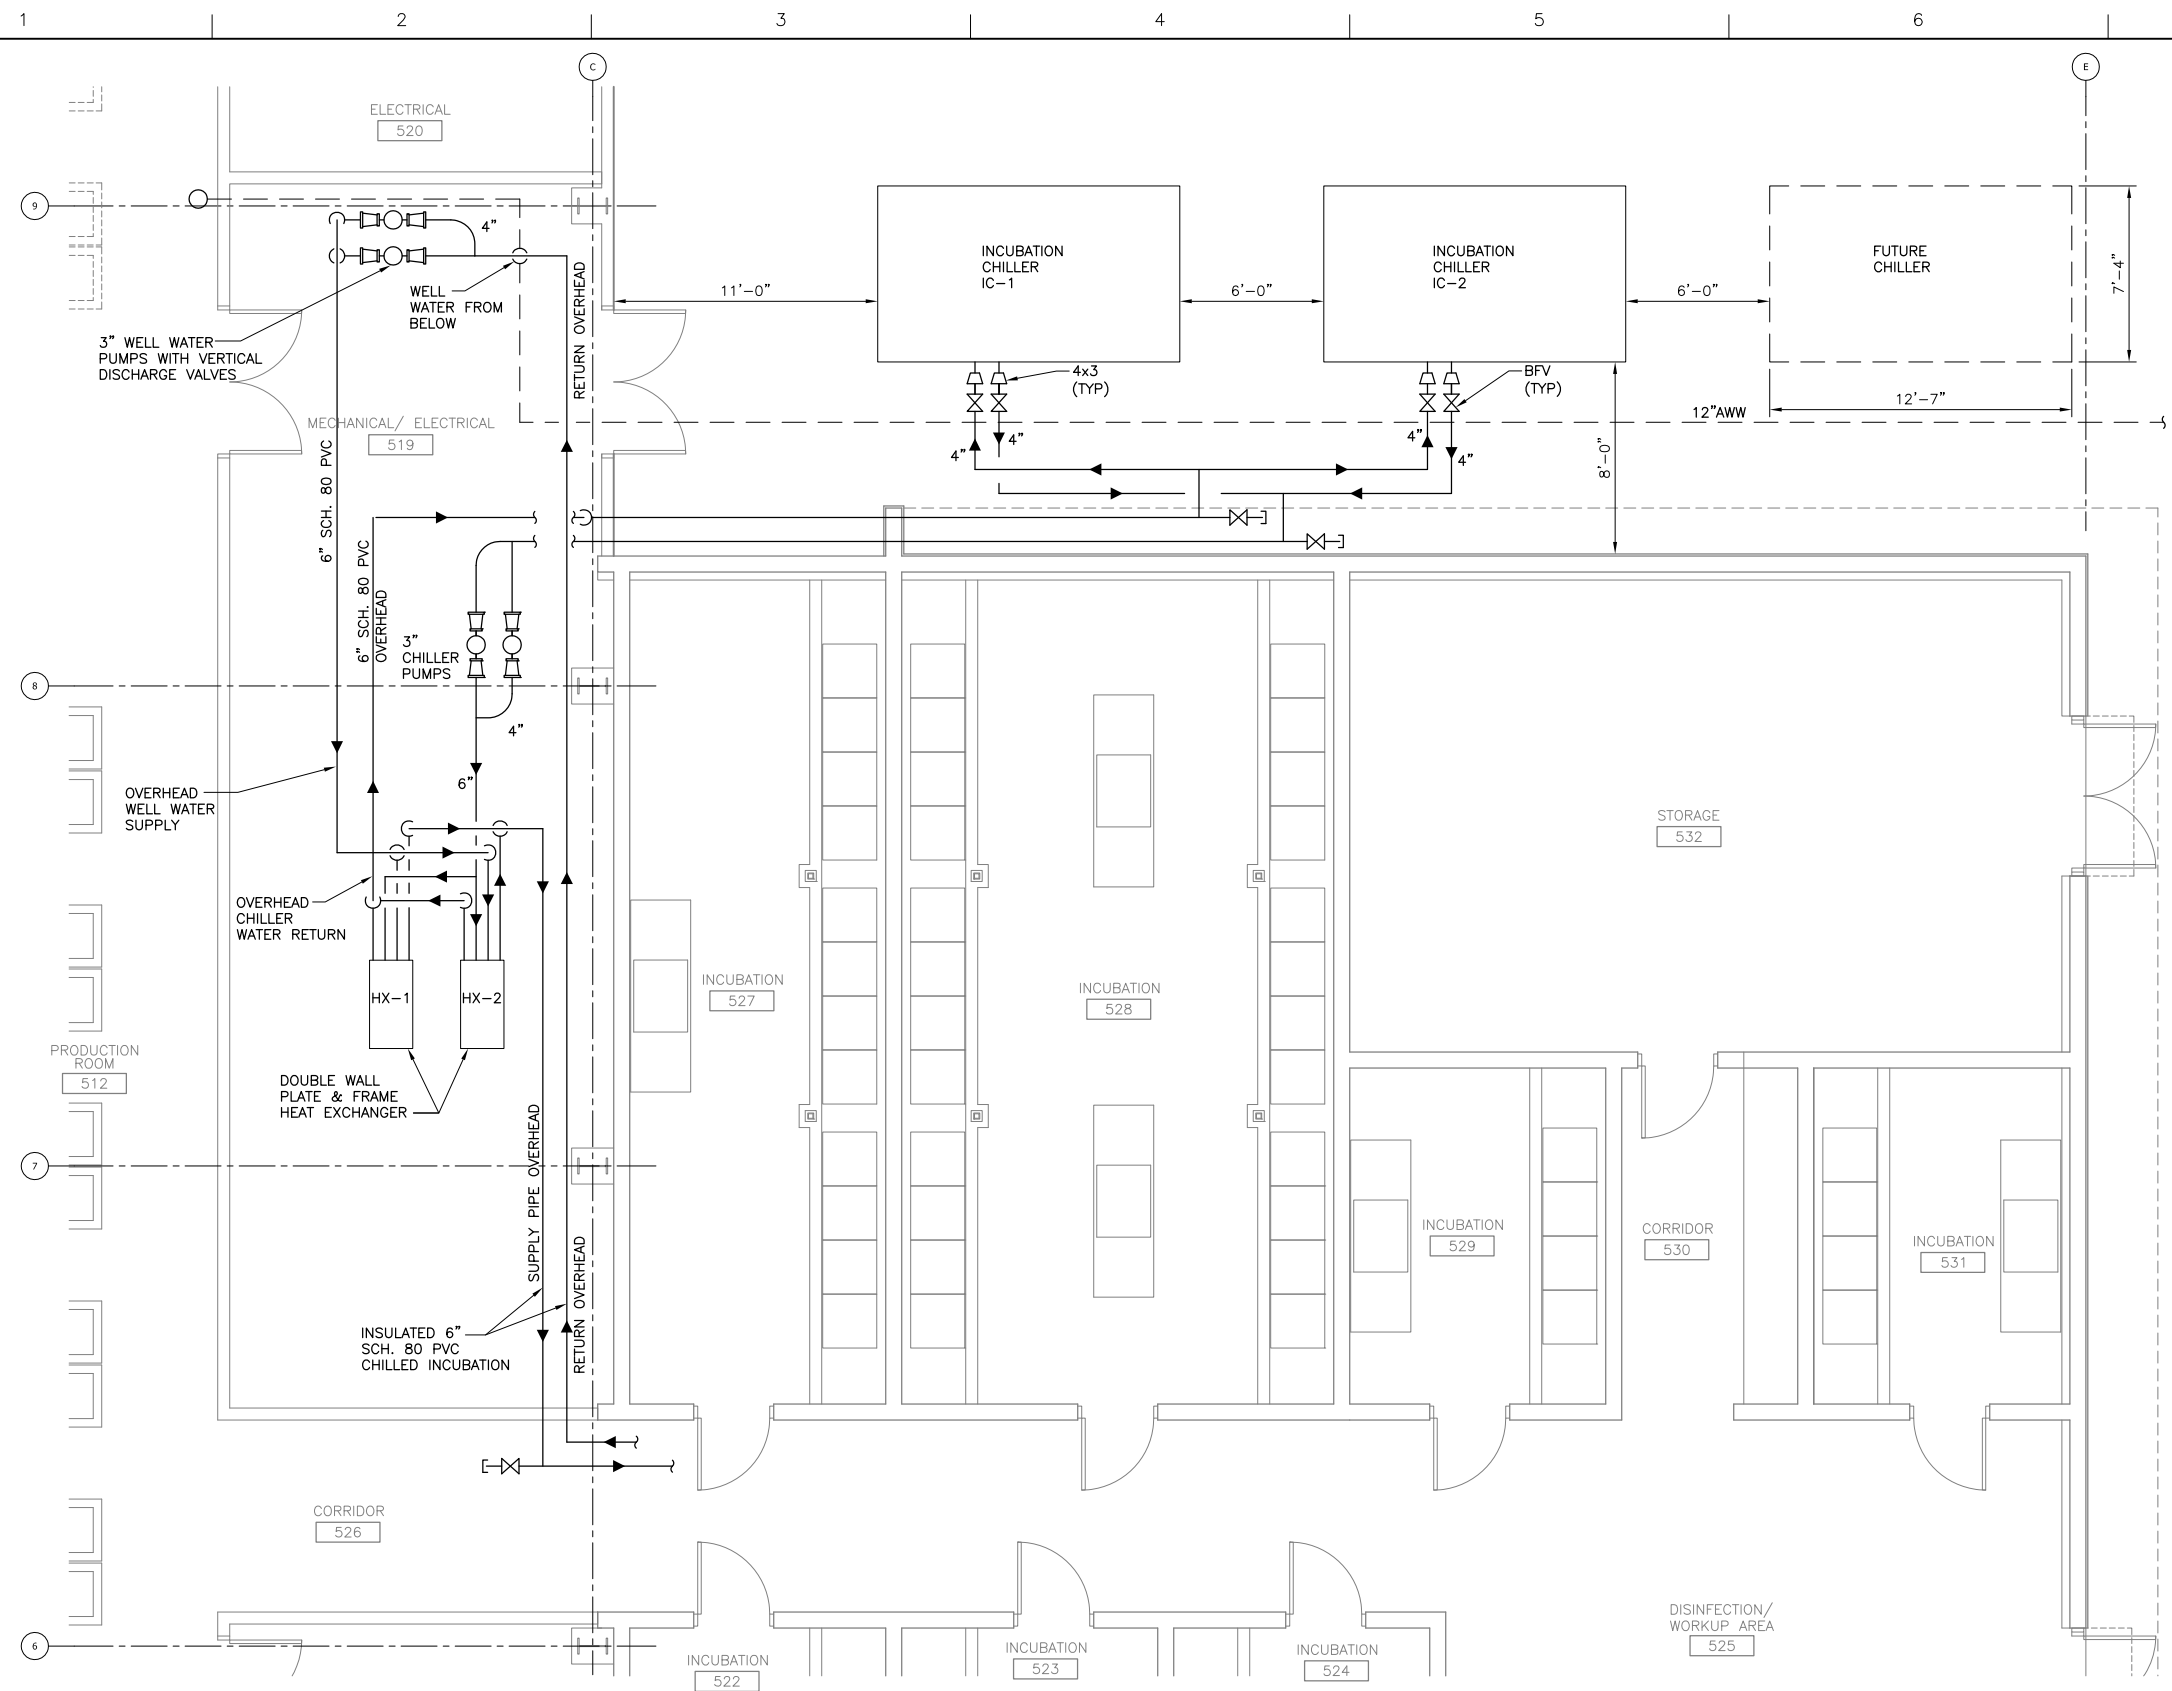 1
2
3
4
5
6
C
E
ELECTRICAL
520
9
4”
WELL
WATER FROM
BELOW
3” WELL WATER
PUMPS WITH VERTICAL
DISCHARGE VALVES
RETURN OVERHEAD
11’–0”
INCUBATION
CHILLER
IC–1
6’–0”
INCUBATION
CHILLER
IC–2
6’–0”
FUTURE
CHILLER
7’–4”
4x3
(TYP)
BFV
(TYP)
12’–7”
12”AWW
MECHANICAL/ ELECTRICAL
519
4”
4”
4”
4”
8’–0”
6” SCH. 80 PVC
6” SCH. 80 PVC
OVERHEAD
3”
CHILLER
PUMPS
8
4”
6”
OVERHEAD
WELL WATER
SUPPLY
STORAGE
532
OVERHEAD
CHILLER
WATER RETURN
HX–1
HX–2
INCUBATION
527
INCUBATION
528
PRODUCTION
ROOM
512
DOUBLE WALL
PLATE & FRAME
HEAT EXCHANGER
7
SUPPLY PIPE OVERHEAD
RETURN OVERHEAD
INCUBATION
529
CORRIDOR
530
INCUBATION
531
INSULATED 6”
SCH. 80 PVC
CHILLED INCUBATION
CORRIDOR
526
6
INCUBATION
522
INCUBATION
523
INCUBATION
524
DISINFECTION/
WORKUP AREA
525